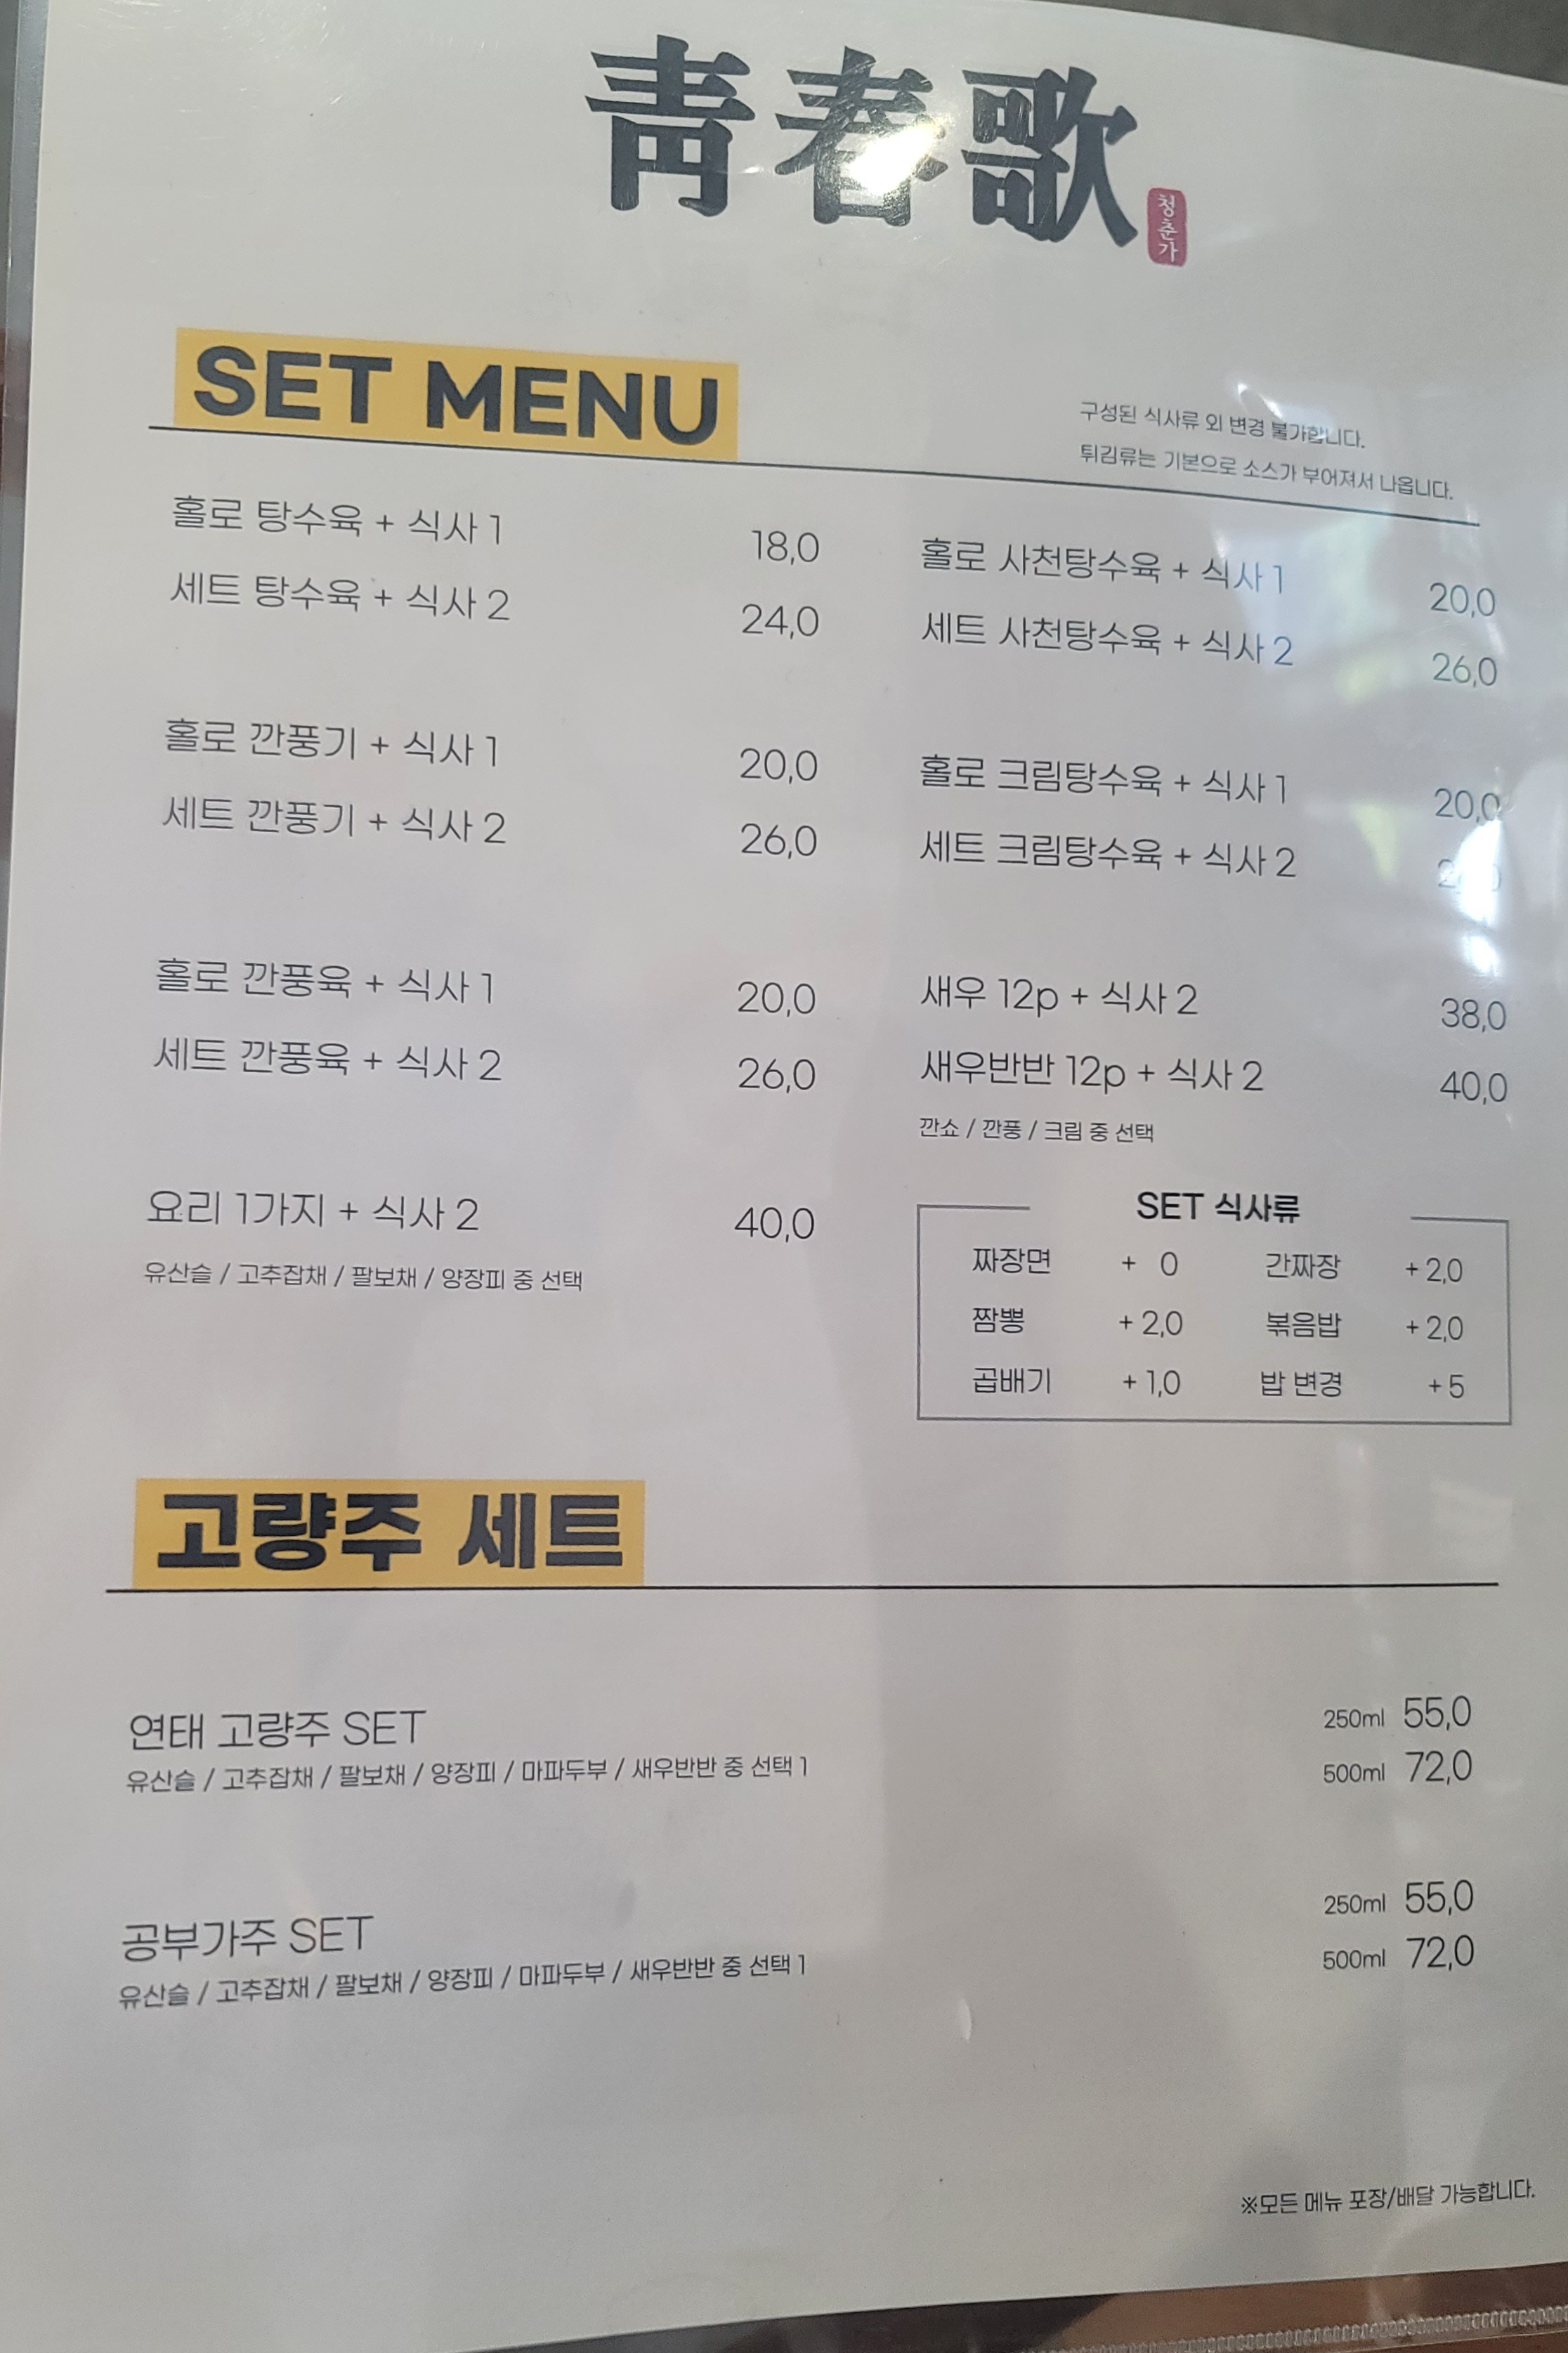 靑春歌
청춘가
SET MENU
구성된 식사류 외 변경 불가합니다.
튀김류는 기본으로 소스가 부어져서 나옵니다.
홀로 탕수육 + 식사 1 18,0
세트 탕수육 + 식사 2 24,0
홀로 깐풍기 + 식사 1 20,0
세트 깐풍기 + 식사 2 26,0
홀로 깐풍육 + 식사 1 20,0
세트 깐풍육 + 식사 2 26,0
요리 1가지 + 식사 2 40,0
유산슬 / 고추잡채 / 팔보채 / 양장피 중 선택
홀로 사천탕수육 + 식사 1 20,0
세트 사천탕수육 + 식사 2 26,0
홀로 크림탕수육 + 식사 1 20,0
세트 크림탕수육 + 식사 2
새우 12p + 식사 2 38,0
새우반반 12p + 식사 2 40,0
깐쇼 / 깐풍 / 크림 중 선택
SET 식사류
짜장면 + 0 간짜장 + 2,0
짬뽕 + 2,0 볶음밥 + 2,0
곱배기 + 1,0 밥 변경 + 5
고량주 세트
연태 고량주 SET
유산슬 / 고추잡채 / 팔보채 / 양장피 / 마파두부 / 새우반반 중 선택 1
250ml 55,0
500ml 72,0
공부가주 SET
유산슬 / 고추잡채 / 팔보채 / 양장피 / 마파두부 / 새우반반 중 선택 1
250ml 55,0
500ml 72,0
※모든 메뉴 포장/배달 가능합니다.